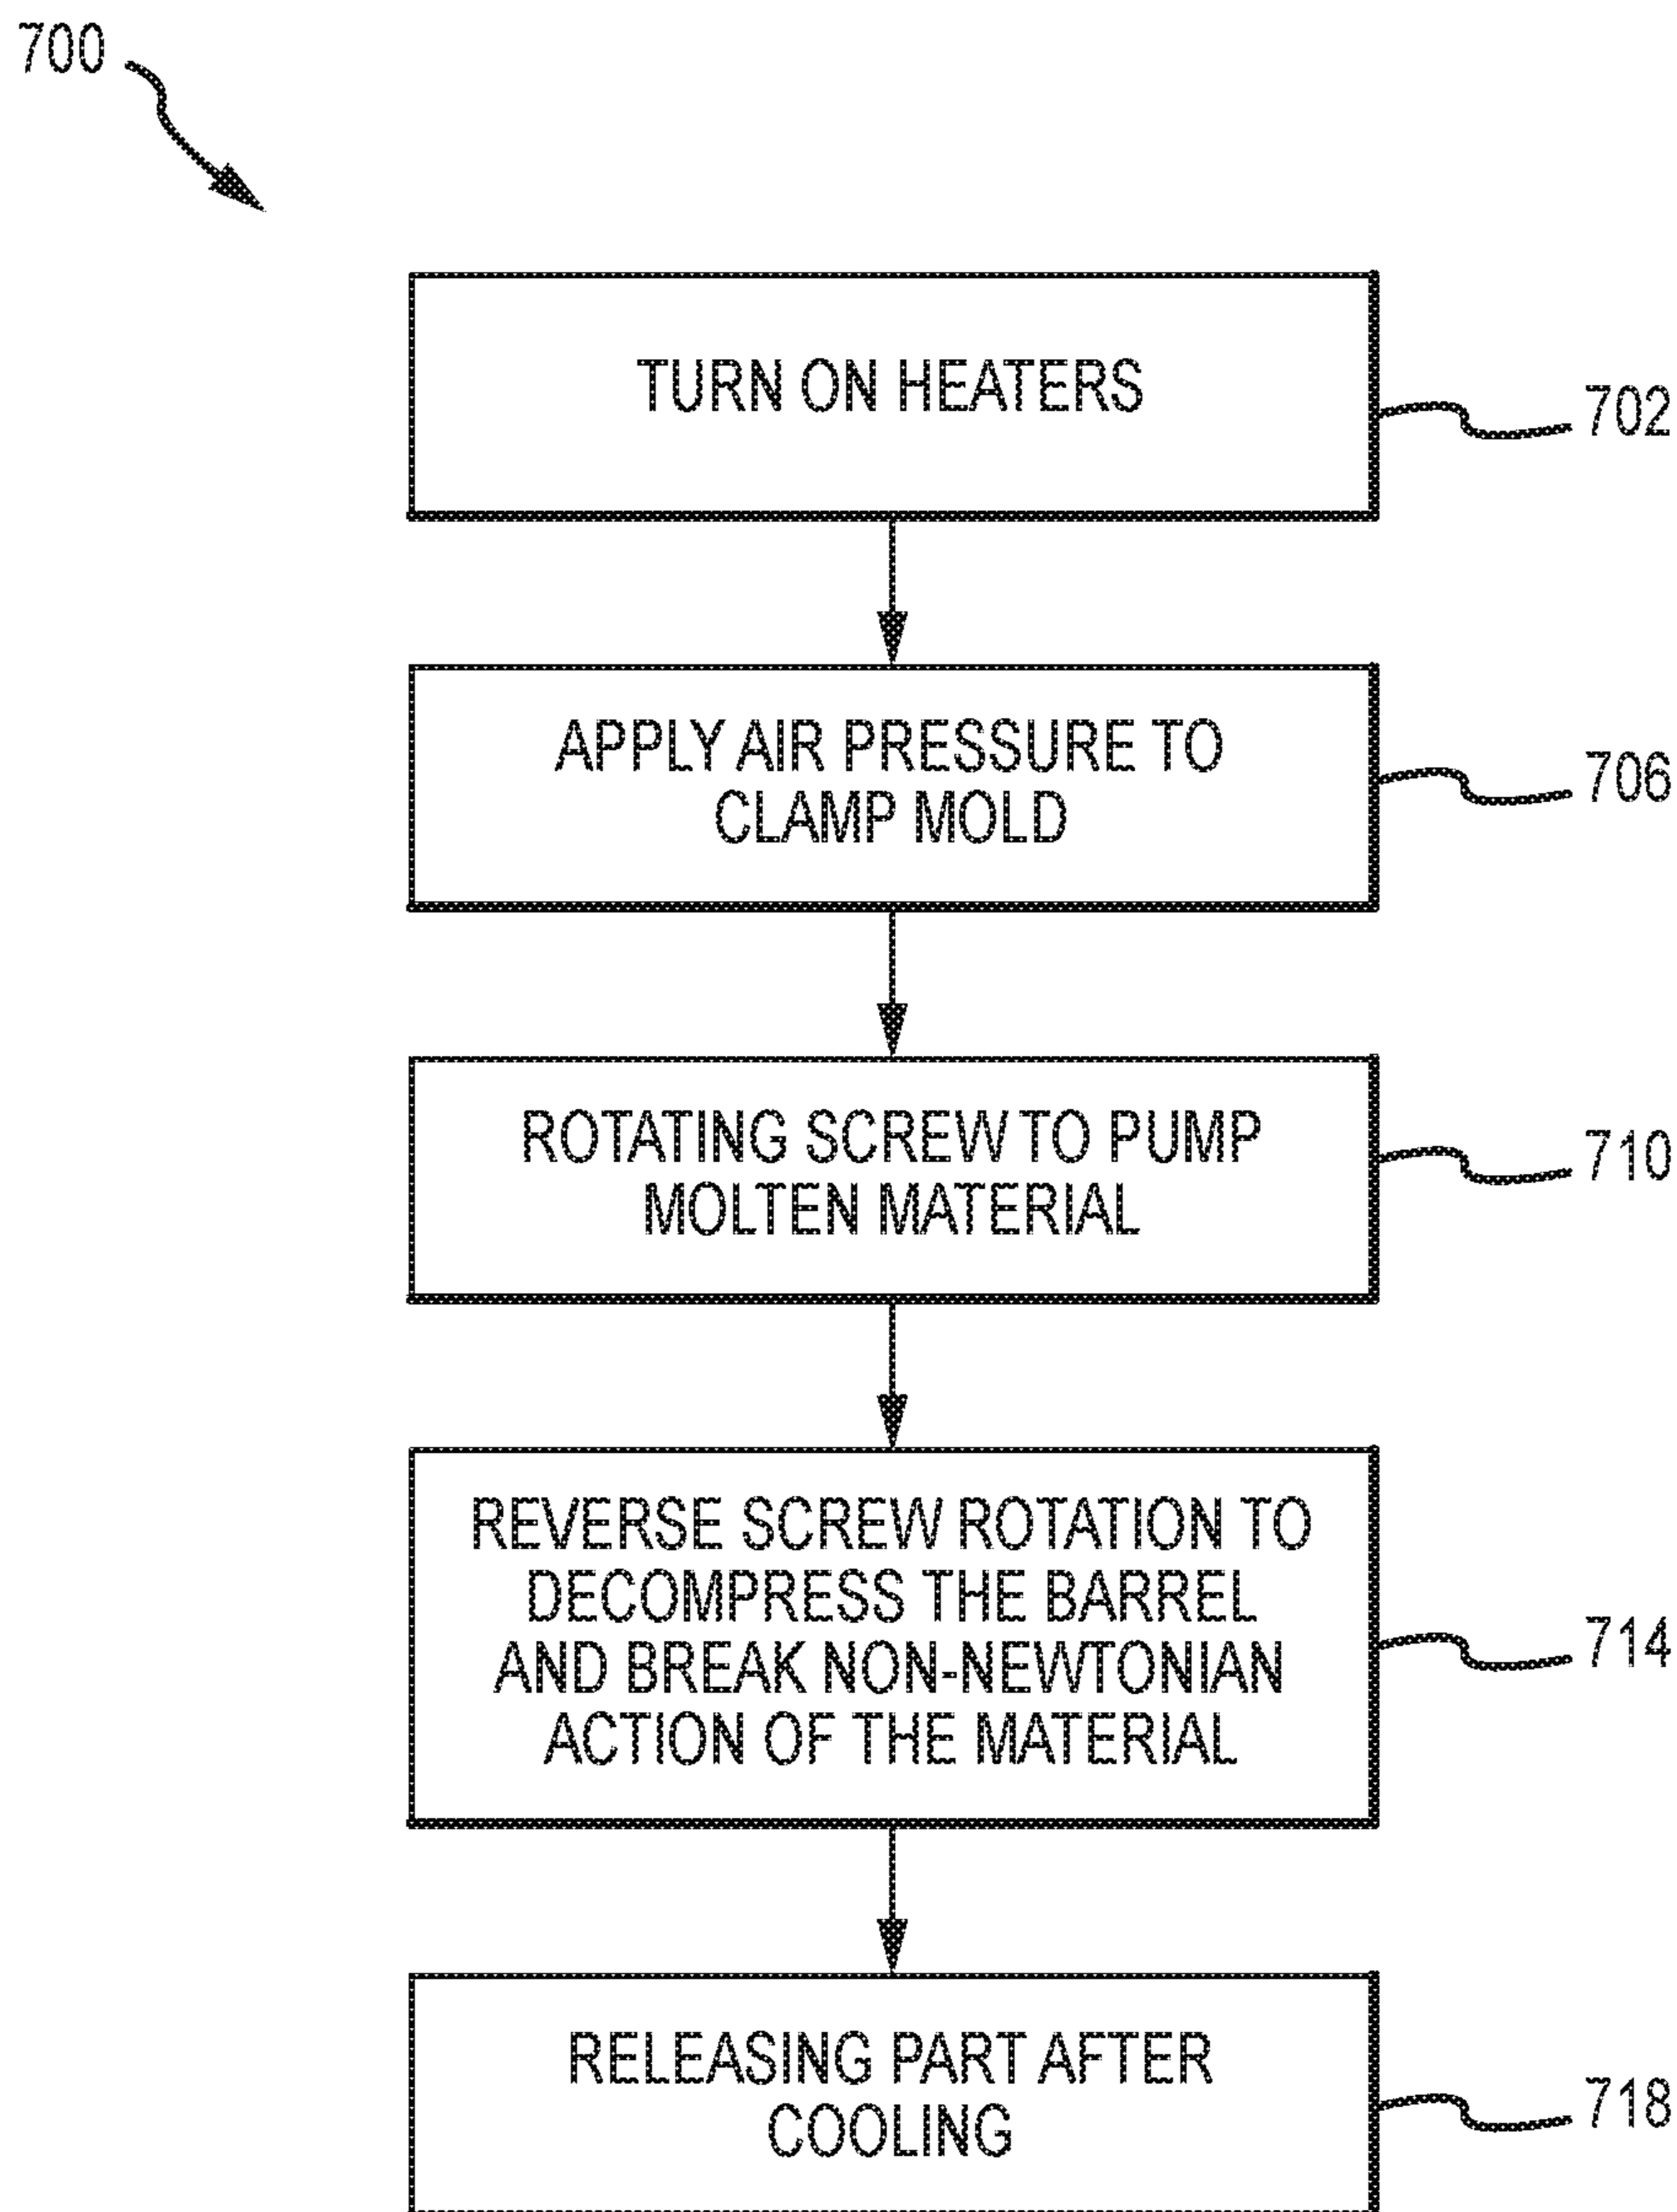 700
TURN ON HEATERS
702
APPLY AIR PRESSURE TO
CLAMP MOLD
706
ROTATING SCREW TO PUMP
MOLTEN MATERIAL
710
REVERSE SCREW ROTATION TO
DECOMPRESS THE BARREL
AND BREAK NON-NEWTONIAN
ACTION OF THE MATERIAL
714
RELEASING PART AFTER
COOLING
718